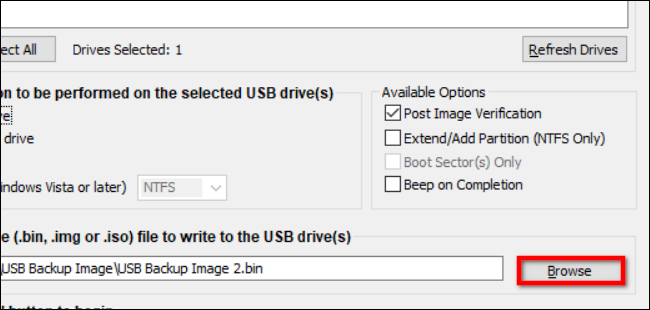 ect All
Drives Selected: 1
Refresh Drives
on to be performed on the selected USB drive(s)
Available Options
ve
Post Image Verification
drive
Extend/Add Partition (NTFS Only)
Boot Sector(s) Only
indows Vista or later)
NTFS
Beep on Completion
e (.bin, .img or .iso) file to write to the USB drive(s)
\USB Backup Image\USB Backup Image 2.bin
Browse